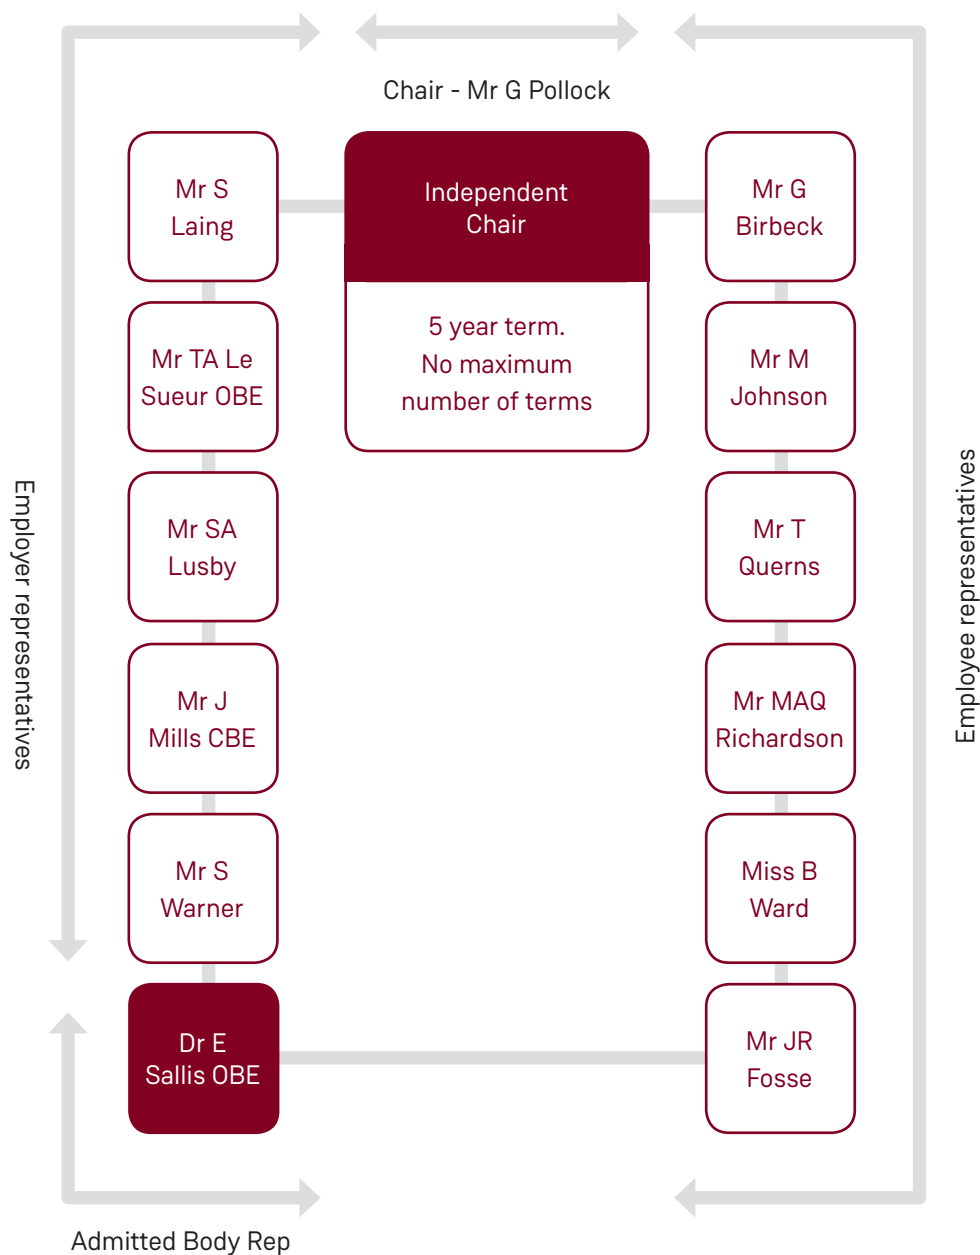 Chair - Mr G Pollock
Mr S
Laing
Independent
Chair
Mr G
Birbeck
5 year term.
No maximum
number of terms
Mr TA Le
Sueur OBE
Mr M
Johnson
Mr SA
Lusby
Mr T
Querns
Employer representatives
Employee representatives
Mr J
Mills CBE
Mr MAQ
Richardson
Mr S
Warner
Miss B
Ward
Dr E
Sallis OBE
Mr JR
Fosse
Admitted Body Rep